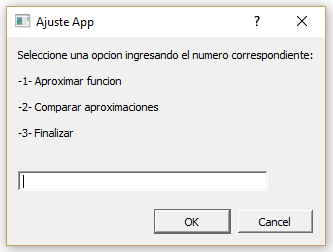 Ajuste App
Seleccione una opcion ingresando el numero correspondiente:
-1- Aproximar funcion
-2- Comparar aproximaciones
-3- Finalizar
OK Cancel